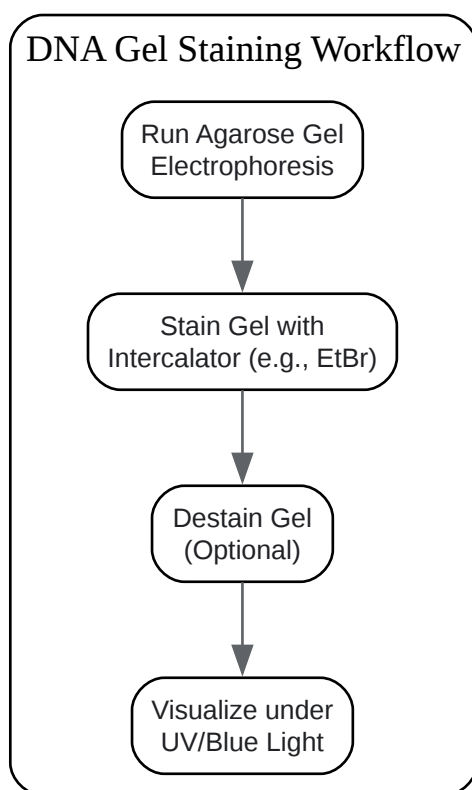 DNA Gel Staining Workflow
Run Agarose Gel
Electrophoresis
Stain Gel with
Intercalator (e.g., EtBr)
Destain Gel
(Optional)
Visualize under
UV/Blue Light